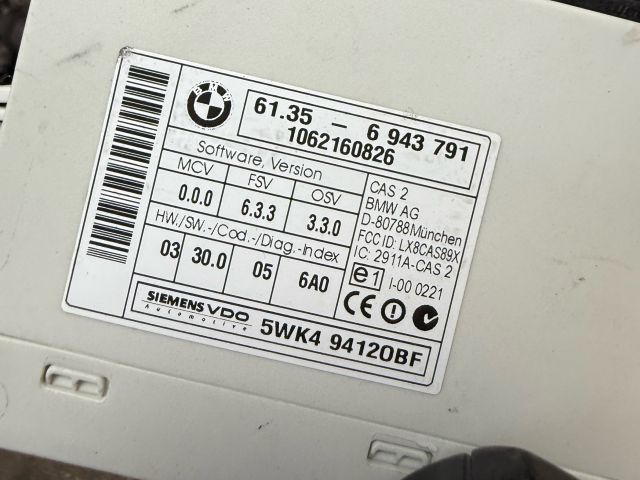 BMW
61.35 - 6 943 791
1062160826
Software, Version
MCV FSV OSV
0.0.0 6.3.3 3.3.0
HW./SW.-/Cod.-/Diag.-Index
03 30.0 05 6A0
CAS 2
BMW AG
D-80788München
FCC ID: LX8CAS89X
IC: 2911A-CAS 2
e1 I-00 0221
CE
SIEMENS VDO
Automotive
5WK4 94120BF